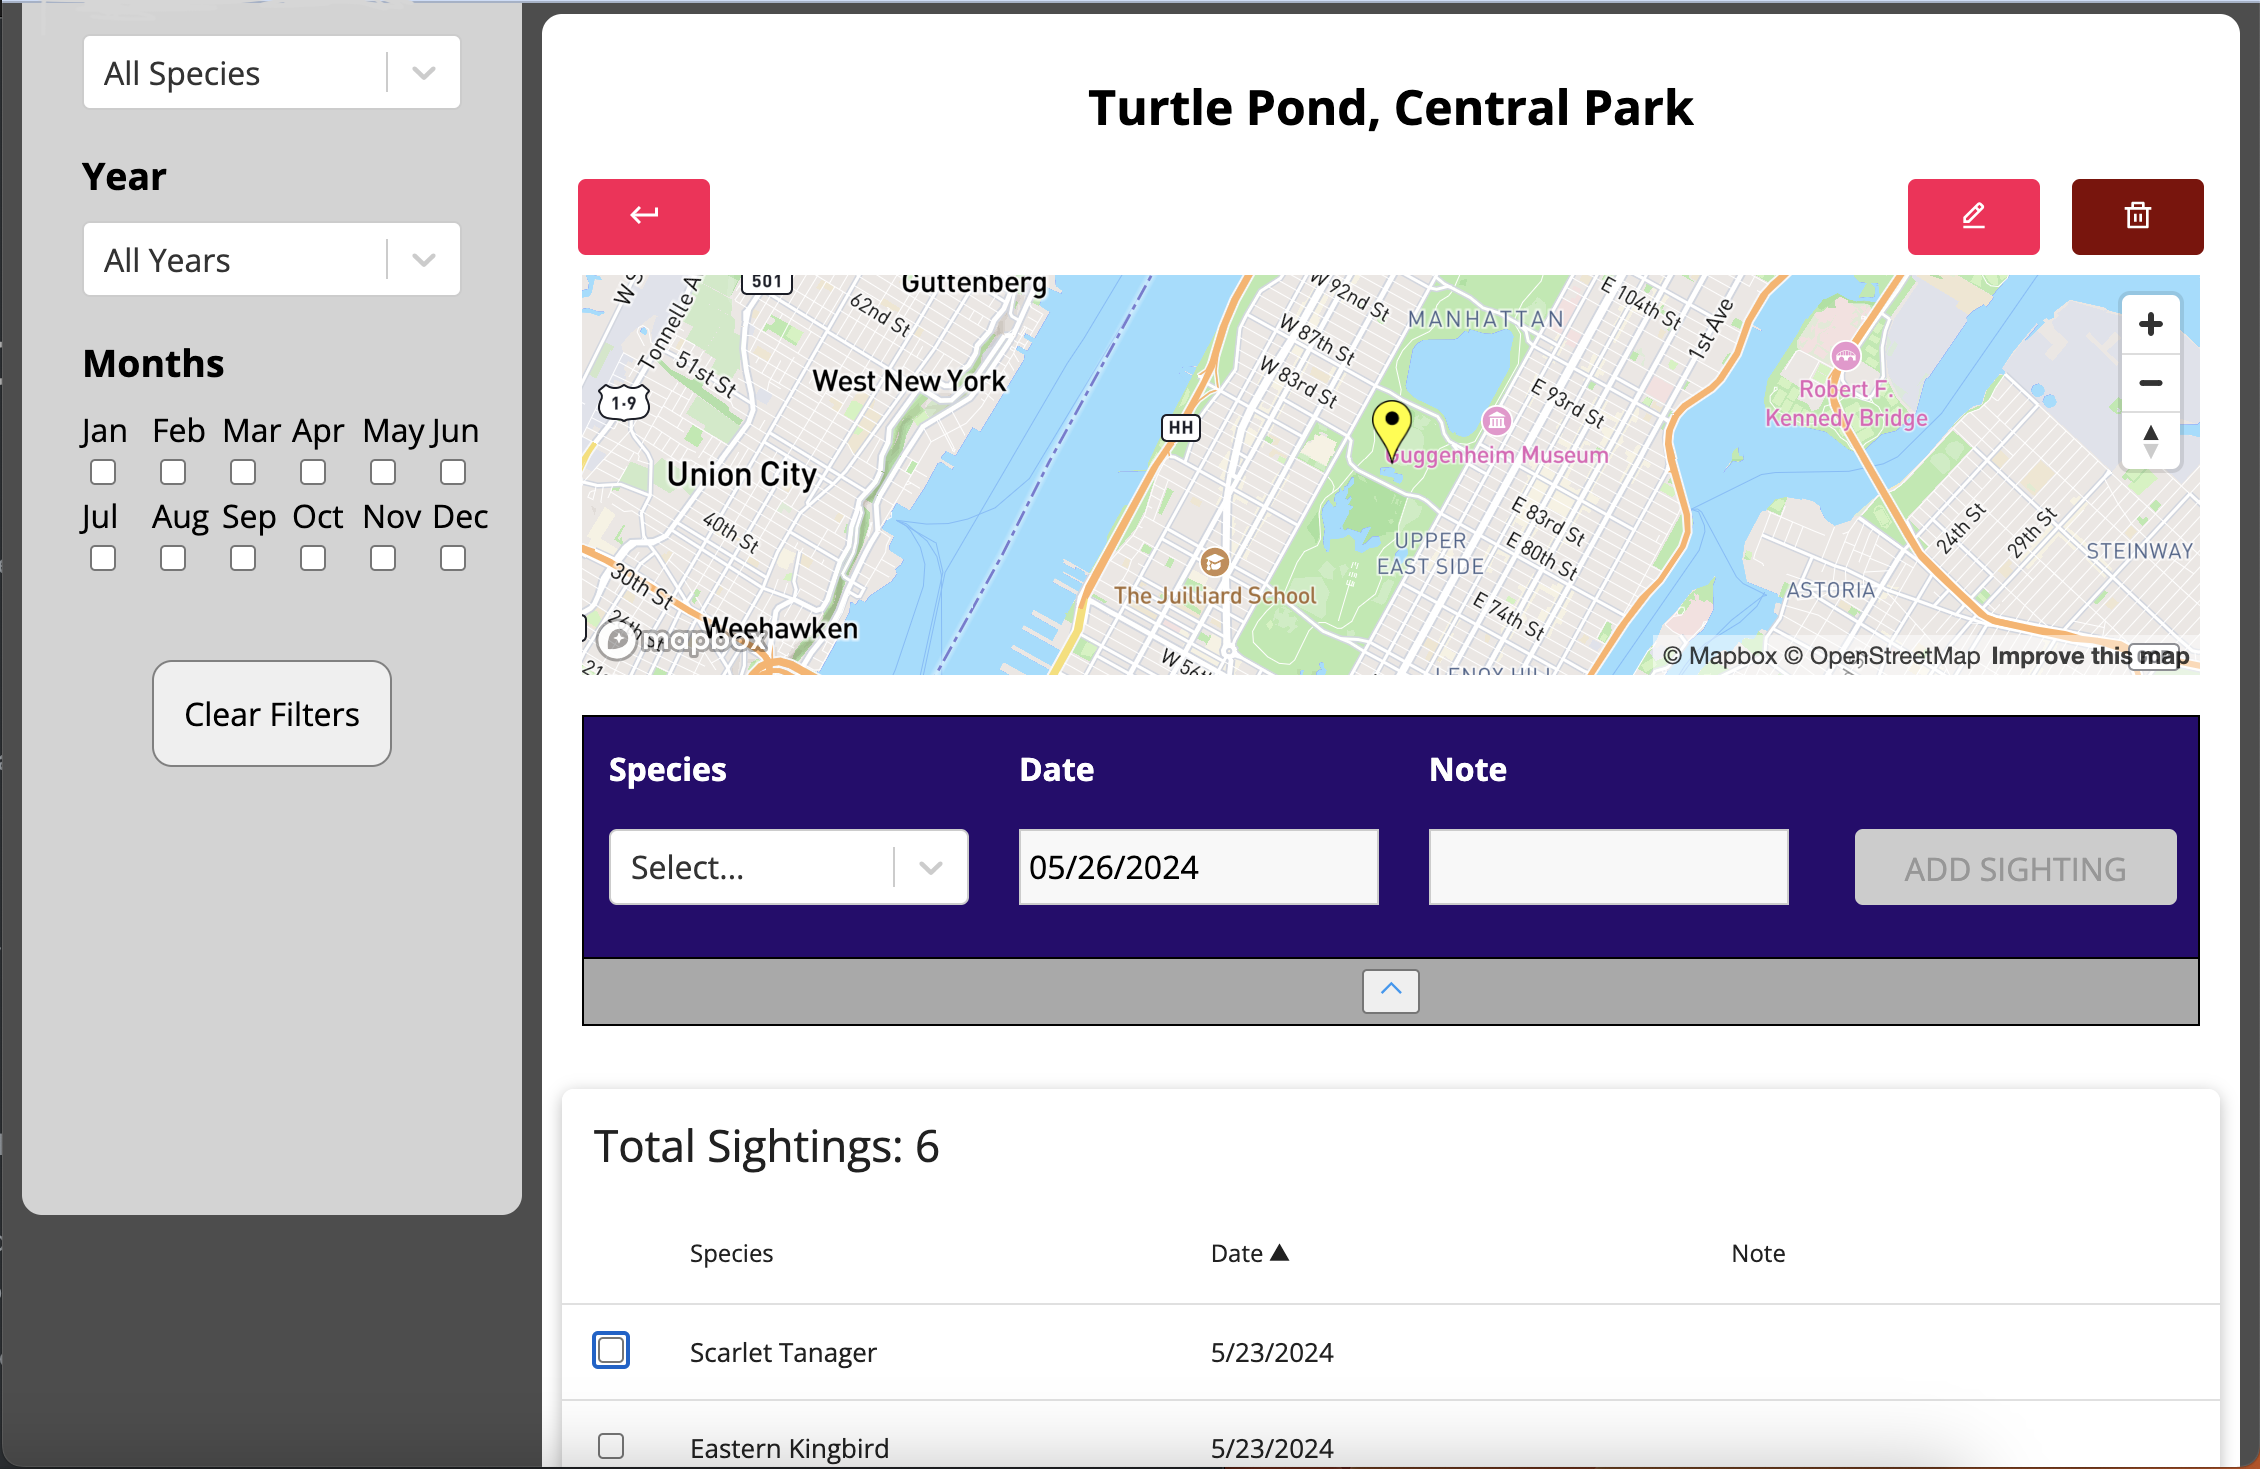 All Species
Year
All Years
Months
Jan Feb Mar Apr May Jun
Jul Aug Sep Oct Nov Dec
Clear Filters
Turtle Pond, Central Park
501
Guttenberg
Tonnelle A
62nd St
51st St
West New York
1-9
Union City
40th St
30th St
Weehawken
mapbox
W 92nd St
W 87th St
W 83rd St
MANHATTAN
E 104th St
1st Ave
HH
E 93rd St
Guggenheim Museum
Robert F.
Kennedy Bridge
E 83rd St
E 80th St
UPPER
EAST SIDE
The Juilliard School
E 74th St
24th St
29th St
STEINWAY
ASTORIA
LENOX HILL
© Mapbox © OpenStreetMap Improve this map
Species Date Note
Select... 05/26/2024 ADD SIGHTING
Total Sightings: 6
Species Date ▲ Note
Scarlet Tanager 5/23/2024
Eastern Kingbird 5/23/2024